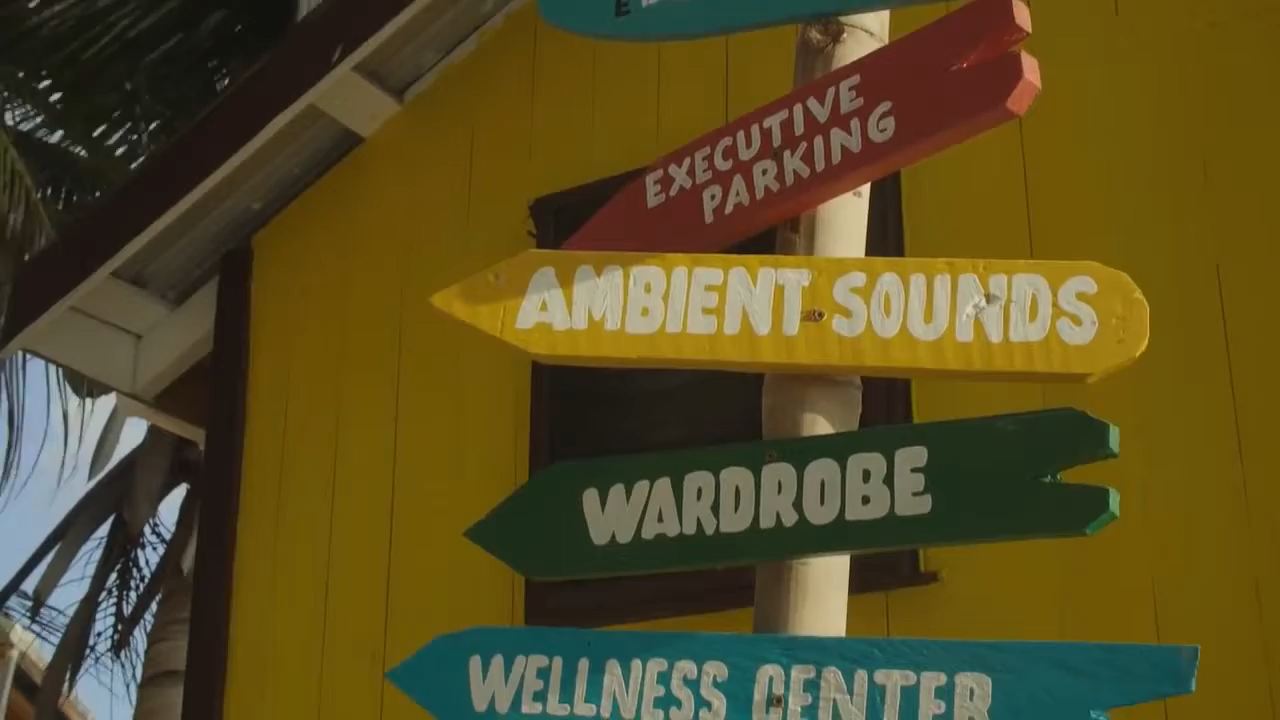 EXECUTIVE
PARKING
AMBIENT SOUNDS
WARDROBE
WELLNESS CENTER